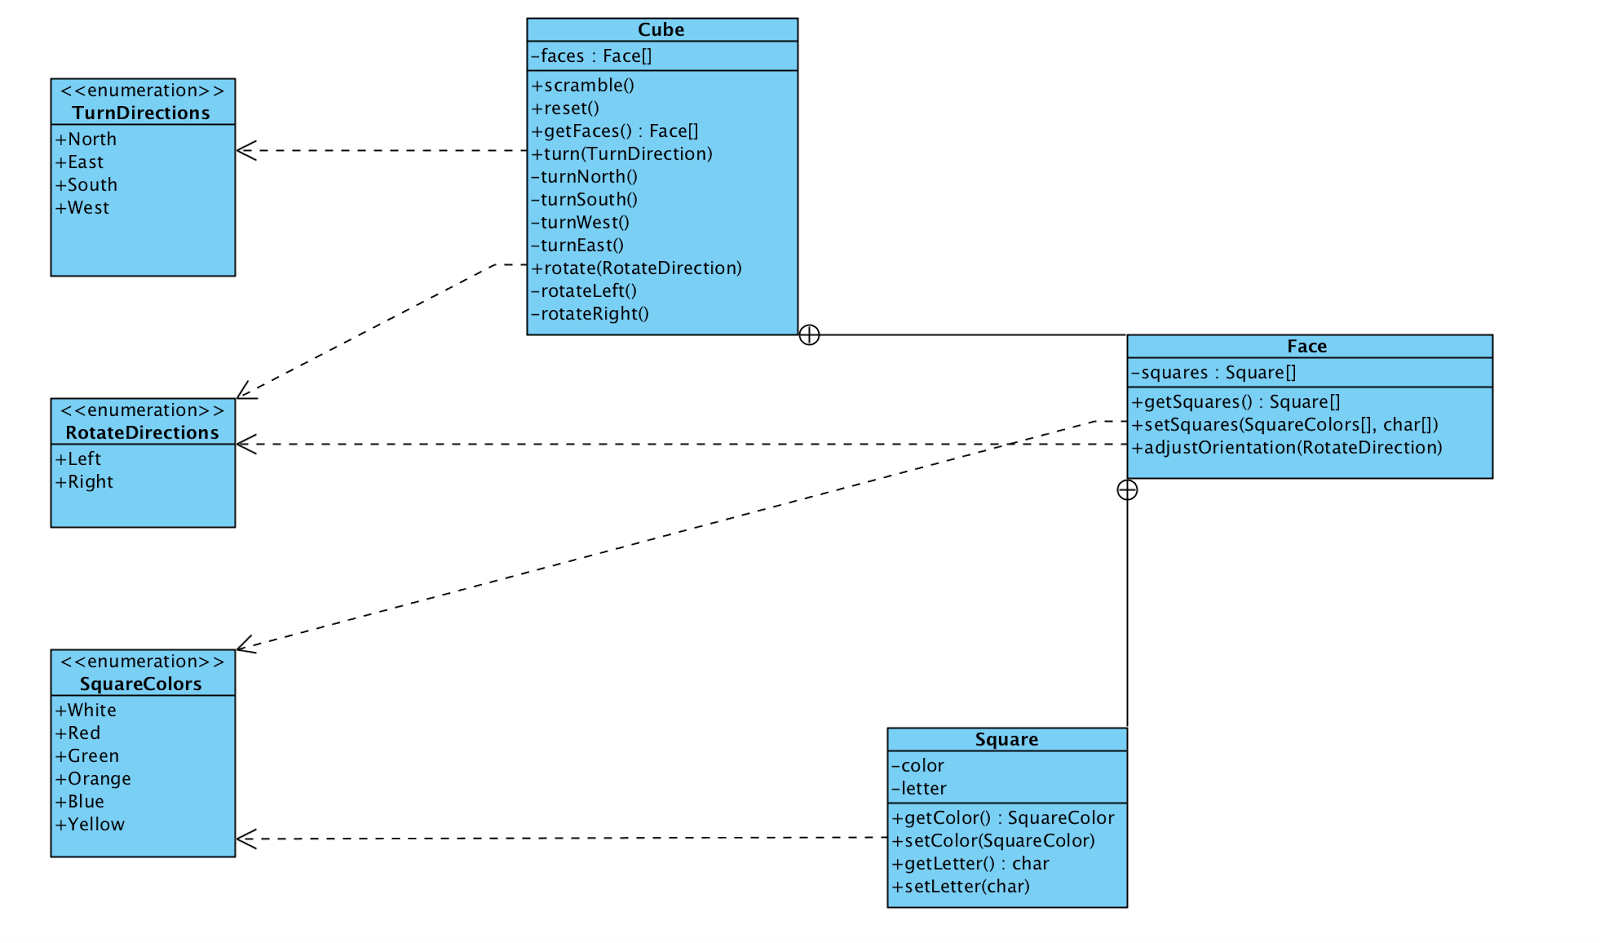 Cube
-faces : Face[]
+scramble()
+reset()
+getFaces() : Face[]
+turn(TurnDirection)
-turnNorth()
-turnSouth()
-turnWest()
-turnEast()
+rotate(RotateDirection)
-rotateLeft()
-rotateRight()
<<enumeration>>
TurnDirections
+North
+East
+South
+West
Face
-squares : Square[]
+getSquares() : Square[]
+setSquares(SquareColors[], char[])
+adjustOrientation(RotateDirection)
<<enumeration>>
RotateDirections
+Left
+Right
<<enumeration>>
SquareColors
+White
+Red
+Green
+Orange
+Blue
+Yellow
Square
-color
-letter
+getColor() : SquareColor
+setColor(SquareColor)
+getLetter() : char
+setLetter(char)